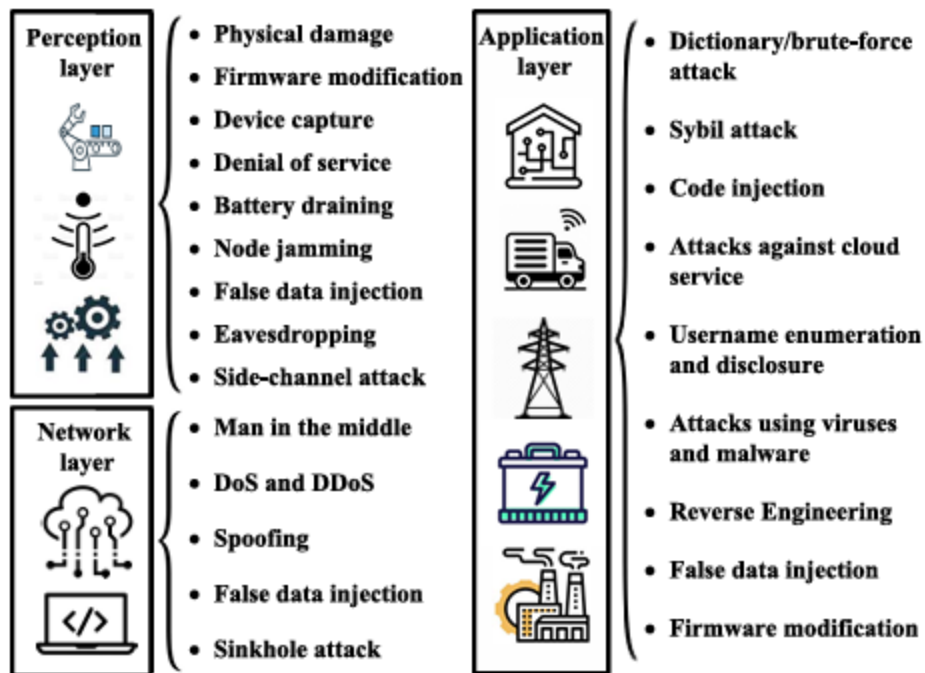 Perception
layer
• Physical damage
• Firmware modification
• Device capture
• Denial of service
• Battery draining
• Node jamming
• False data injection
• Eavesdropping
• Side-channel attack
Network
layer
</>
• Man in the middle
• DoS and DDoS
• Spoofing
• False data injection
• Sinkhole attack
Application
layer
• Dictionary/brute-force
attack
• Sybil attack
• Code injection
• Attacks against cloud
service
• Username enumeration
and disclosure
• Attacks using viruses
and malware
• Reverse Engineering
• False data injection
• Firmware modification